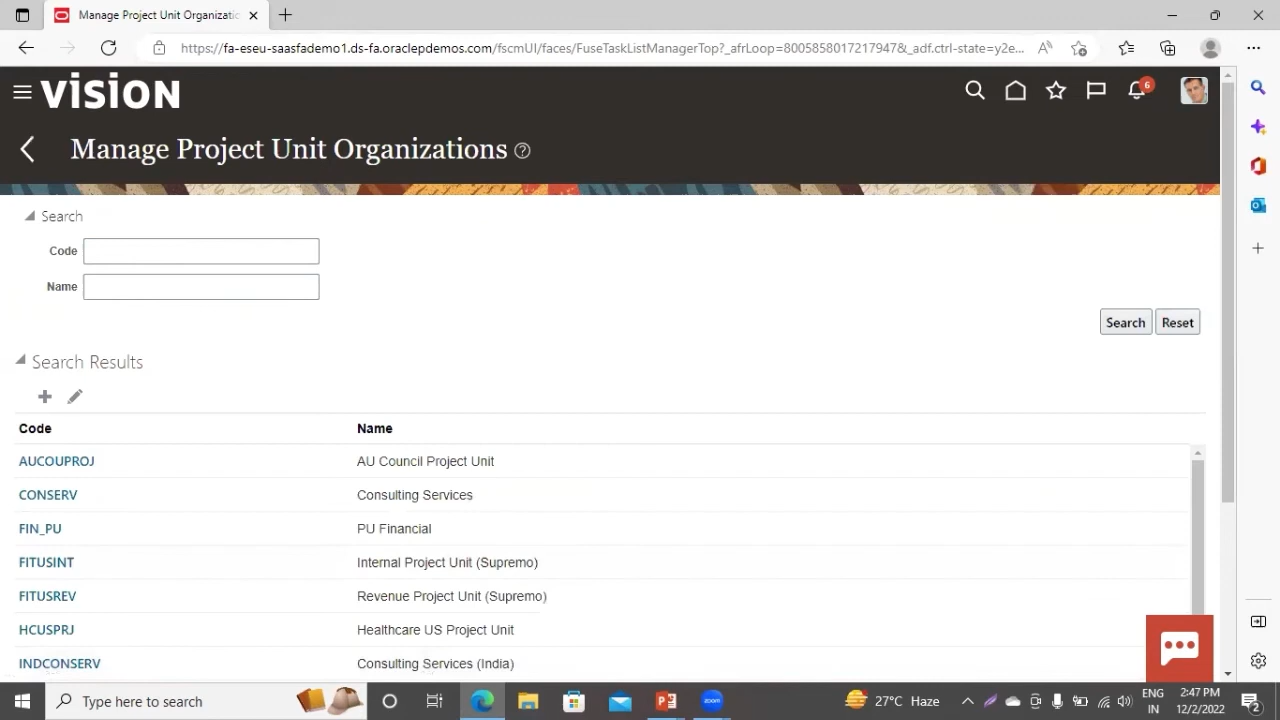 Manage Project Unit Organizatio
https://fa-eseu-saasfademo1.ds-fa.oraclepdemos.com/fscmUI/faces/FuseTaskListManagerTop?_afrLoop=80058580172179478&_adf.ctrl-state=y2e...
VISION
6
Manage Project Unit Organizations
Search
Code
Name
Search Reset
Search Results
Code Name
AUCOUPROJ AU Council Project Unit
CONSERV Consulting Services
FIN_PU PU Financial
FITUSINT Internal Project Unit (Supremo)
FITUSREV Revenue Project Unit (Supremo)
HCUSPRJ Healthcare US Project Unit
INDCONSERV Consulting Services (India)
Type here to search
zoom
27°C Haze
ENG
IN
2:47 PM
12/2/2022
2